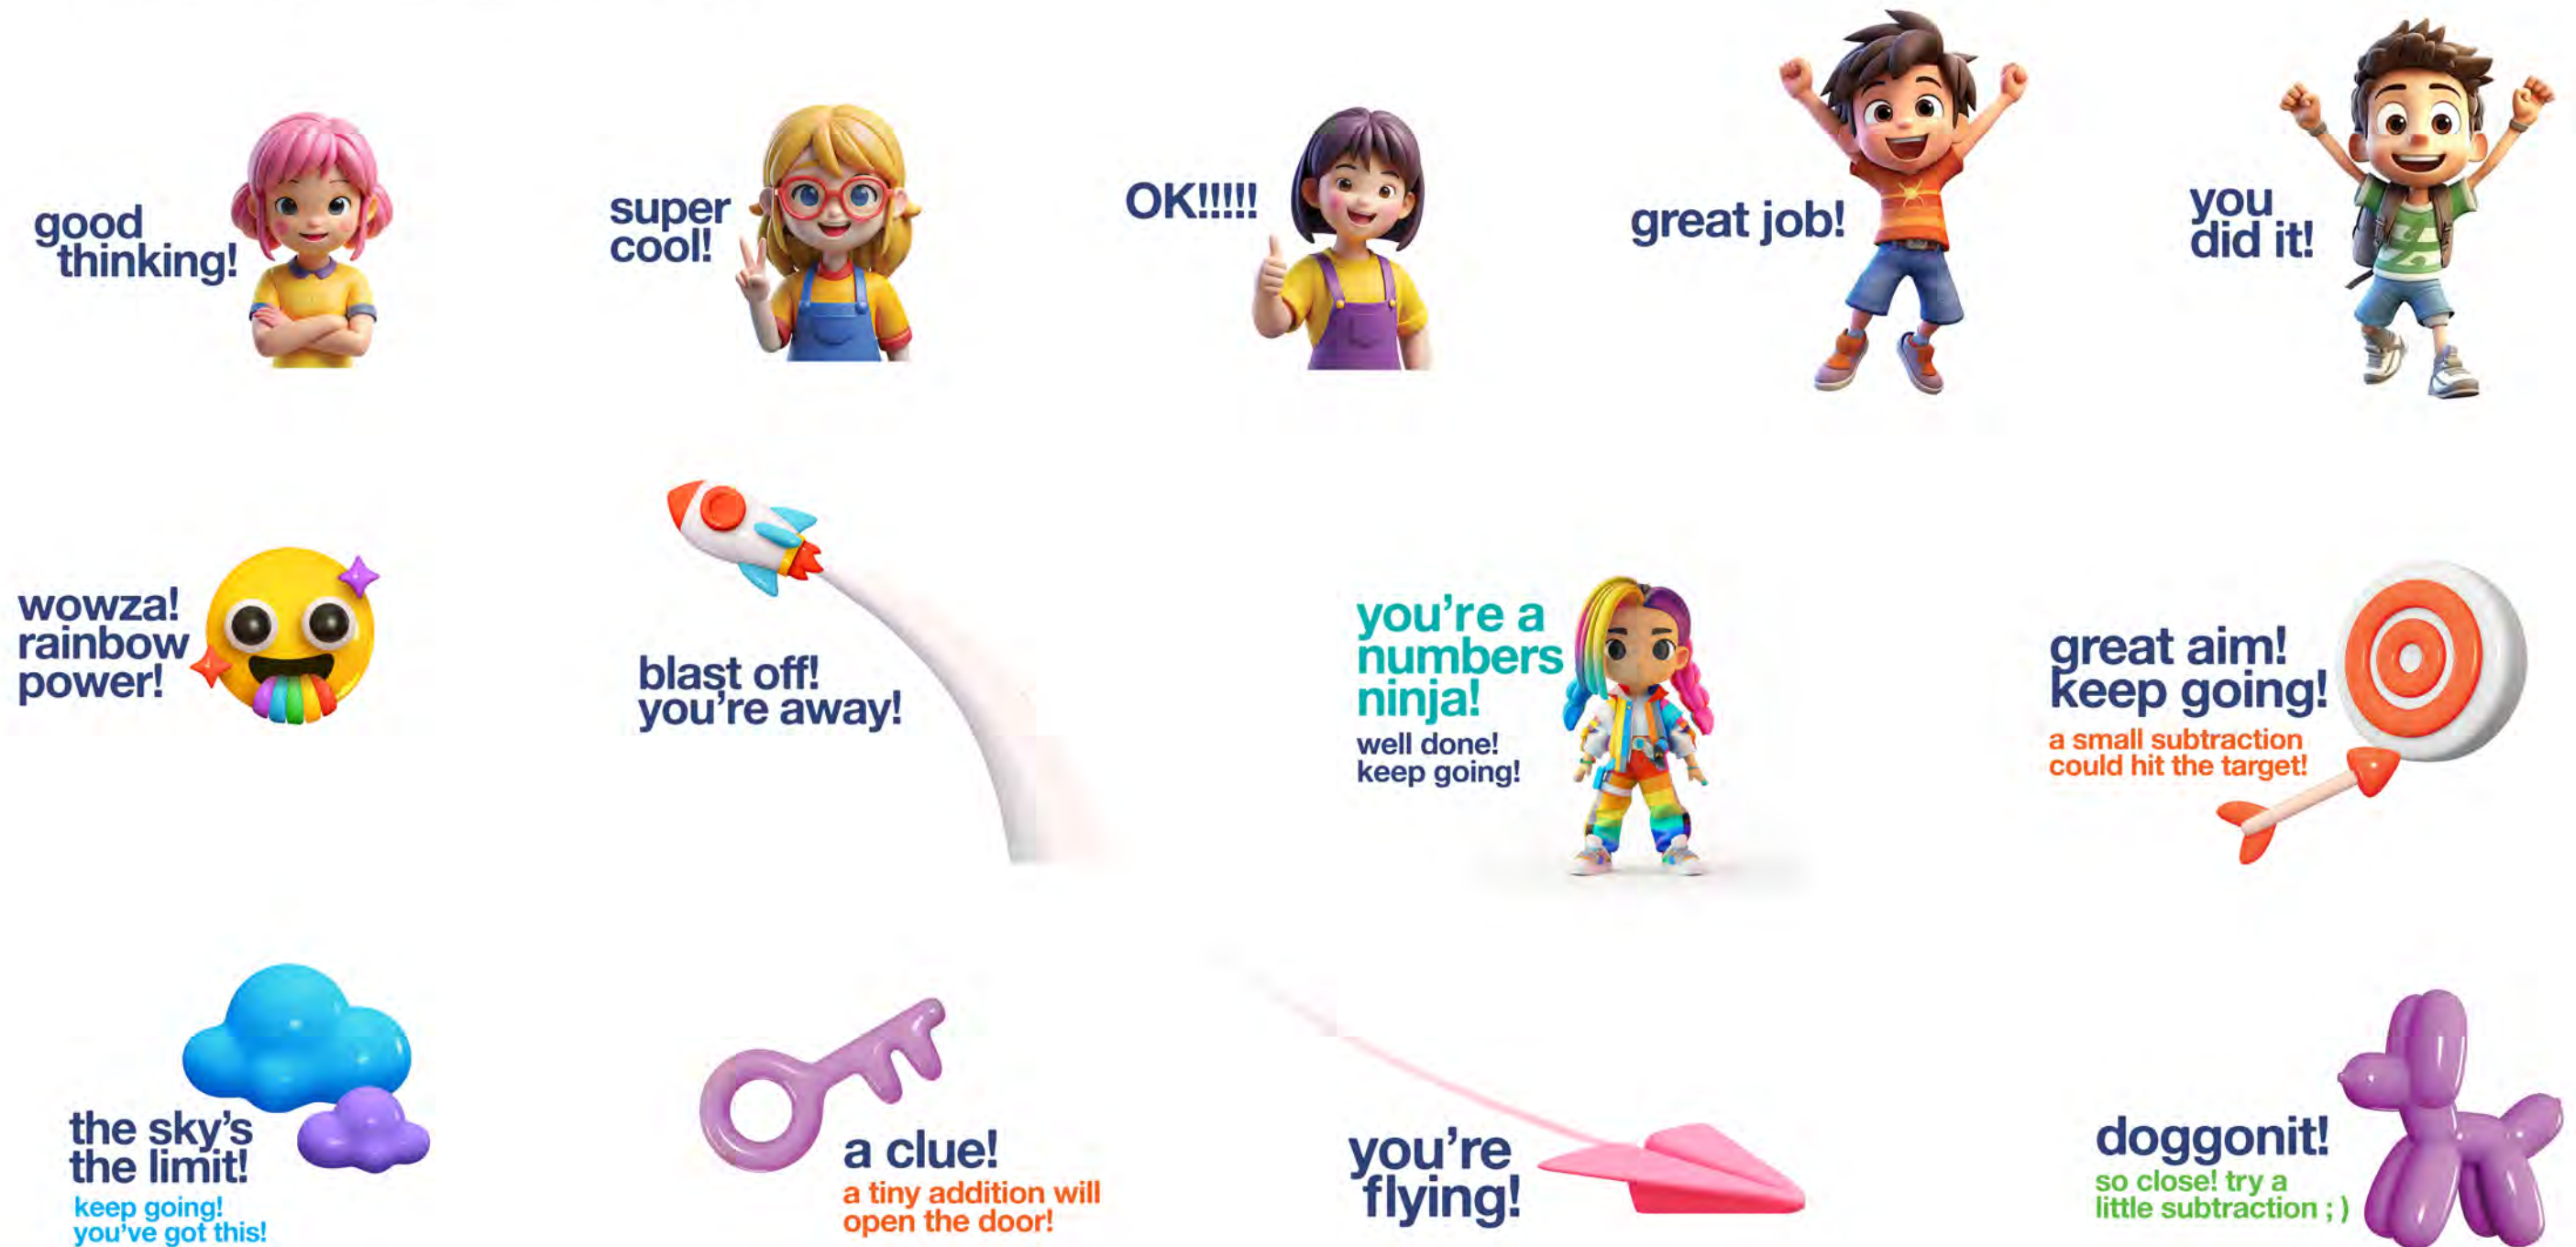 good
thinking!
super
cool!
OK!!!!!
great job!
you
did it!
wowza!
rainbow
power!
blast off!
you're away!
you're a
numbers
ninja!
well done!
keep going!
great aim!
keep going!
a small subtraction
could hit the target!
the sky's
the limit!
keep going!
you've got this!
a clue!
a tiny addition will
open the door!
you're
flying!
doggonit!
so close! try a
little subtraction ; )